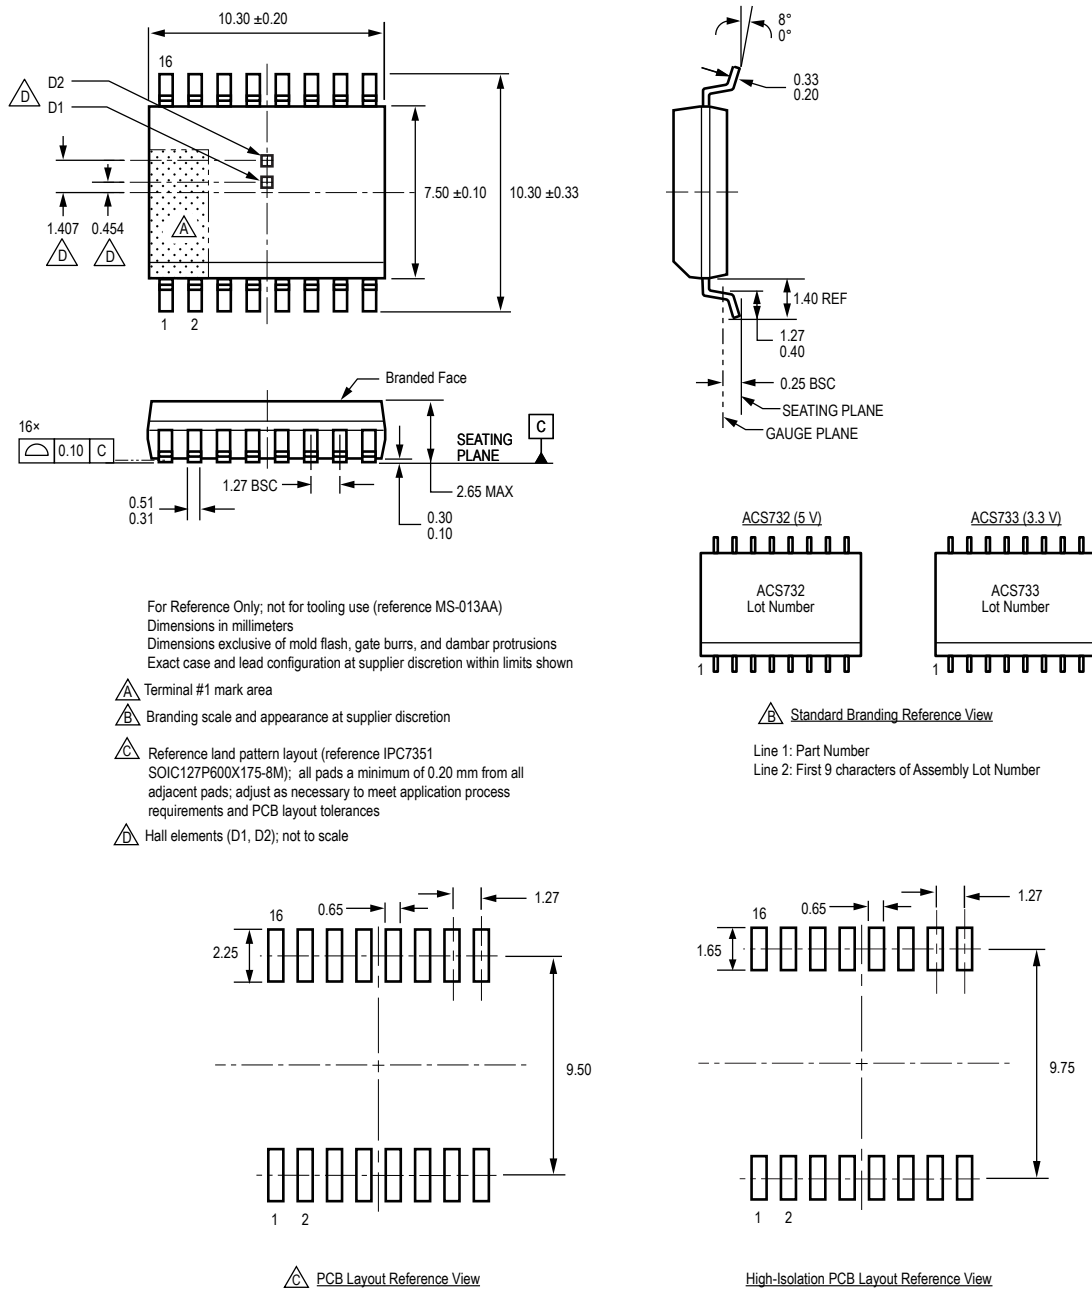 10.30 ±0.20
16
D
D2
D1
7.50 ±0.10
10.30 ±0.33
1.407
0.454
D
D
A
1
2
8°
0°
0.33
0.20
1.40 REF
1.27
0.40
0.25 BSC
SEATING PLANE
GAUGE PLANE
Branded Face
16×
0.10
C
SEATING
PLANE
C
1.27 BSC
2.65 MAX
0.51
0.31
0.30
0.10
ACS732 (5 V)
ACS733 (3.3 V)
ACS732
Lot Number
ACS733
Lot Number
1
1
B Standard Branding Reference View
Line 1: Part Number
Line 2: First 9 characters of Assembly Lot Number
For Reference Only; not for tooling use (reference MS-013AA)
Dimensions in millimeters
Dimensions exclusive of mold flash, gate burrs, and dambar protrusions
Exact case and lead configuration at supplier discretion within limits shown
A Terminal #1 mark area
B Branding scale and appearance at supplier discretion
C Reference land pattern layout (reference IPC7351
SOIC127P600X175-8M); all pads a minimum of 0.20 mm from all
adjacent pads; adjust as necessary to meet application process
requirements and PCB layout tolerances
D Hall elements (D1, D2); not to scale
16
0.65
1.27
2.25
9.50
1
2
C PCB Layout Reference View
16
0.65
1.27
1.65
9.75
1
2
High-Isolation PCB Layout Reference View